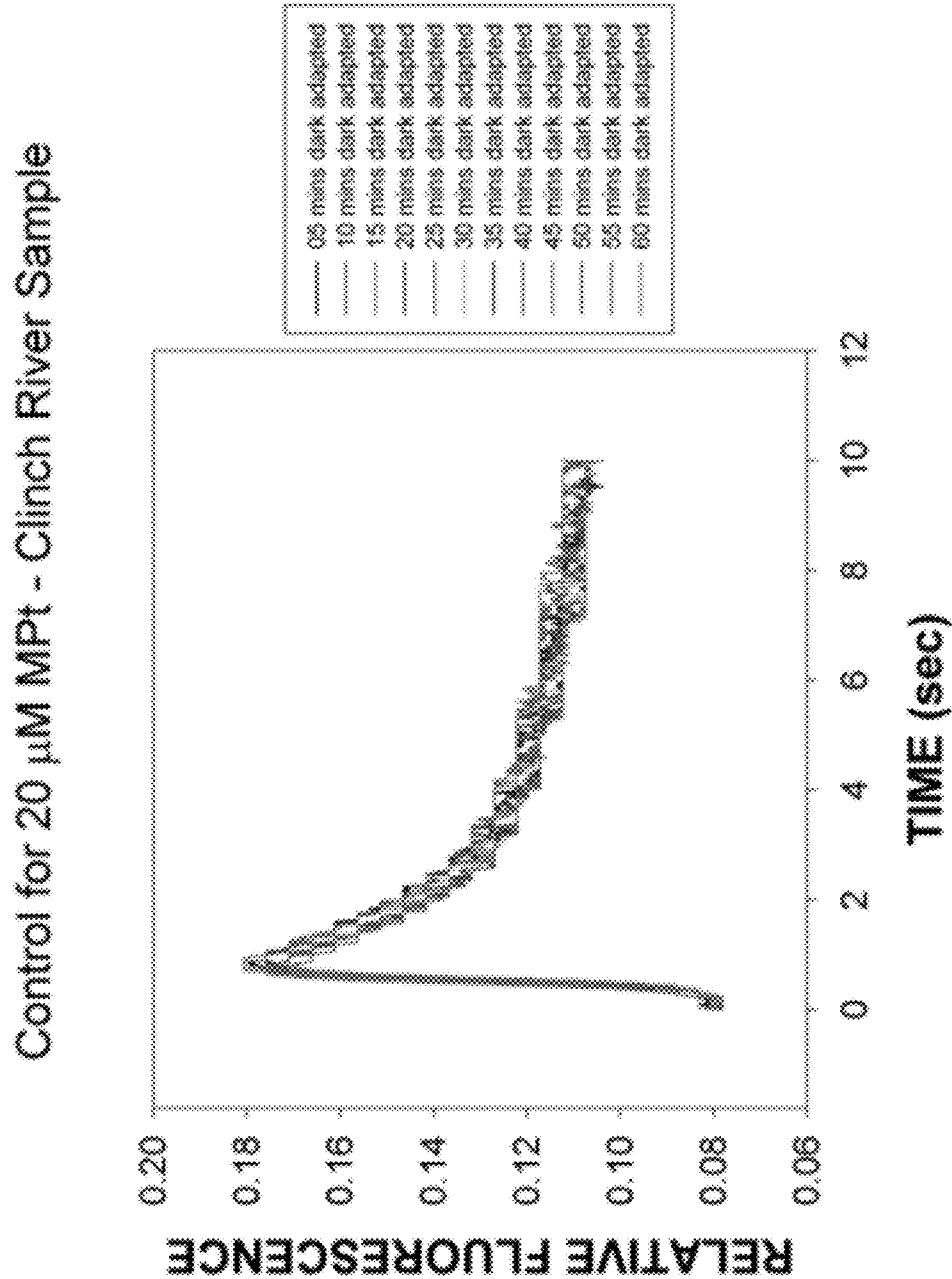 Control for 20 μM MPt - Clinch River Sample
RELATIVE FLUORESCENCE
0.20
0.18
0.16
0.14
0.12
0.10
0.08
0.06
0
2
4
6
8
10
12
TIME (sec)
05 mins dark adapted
10 mins dark adapted
15 mins dark adapted
20 mins dark adapted
25 mins dark adapted
30 mins dark adapted
35 mins dark adapted
40 mins dark adapted
45 mins dark adapted
50 mins dark adapted
55 mins dark adapted
60 mins dark adapted